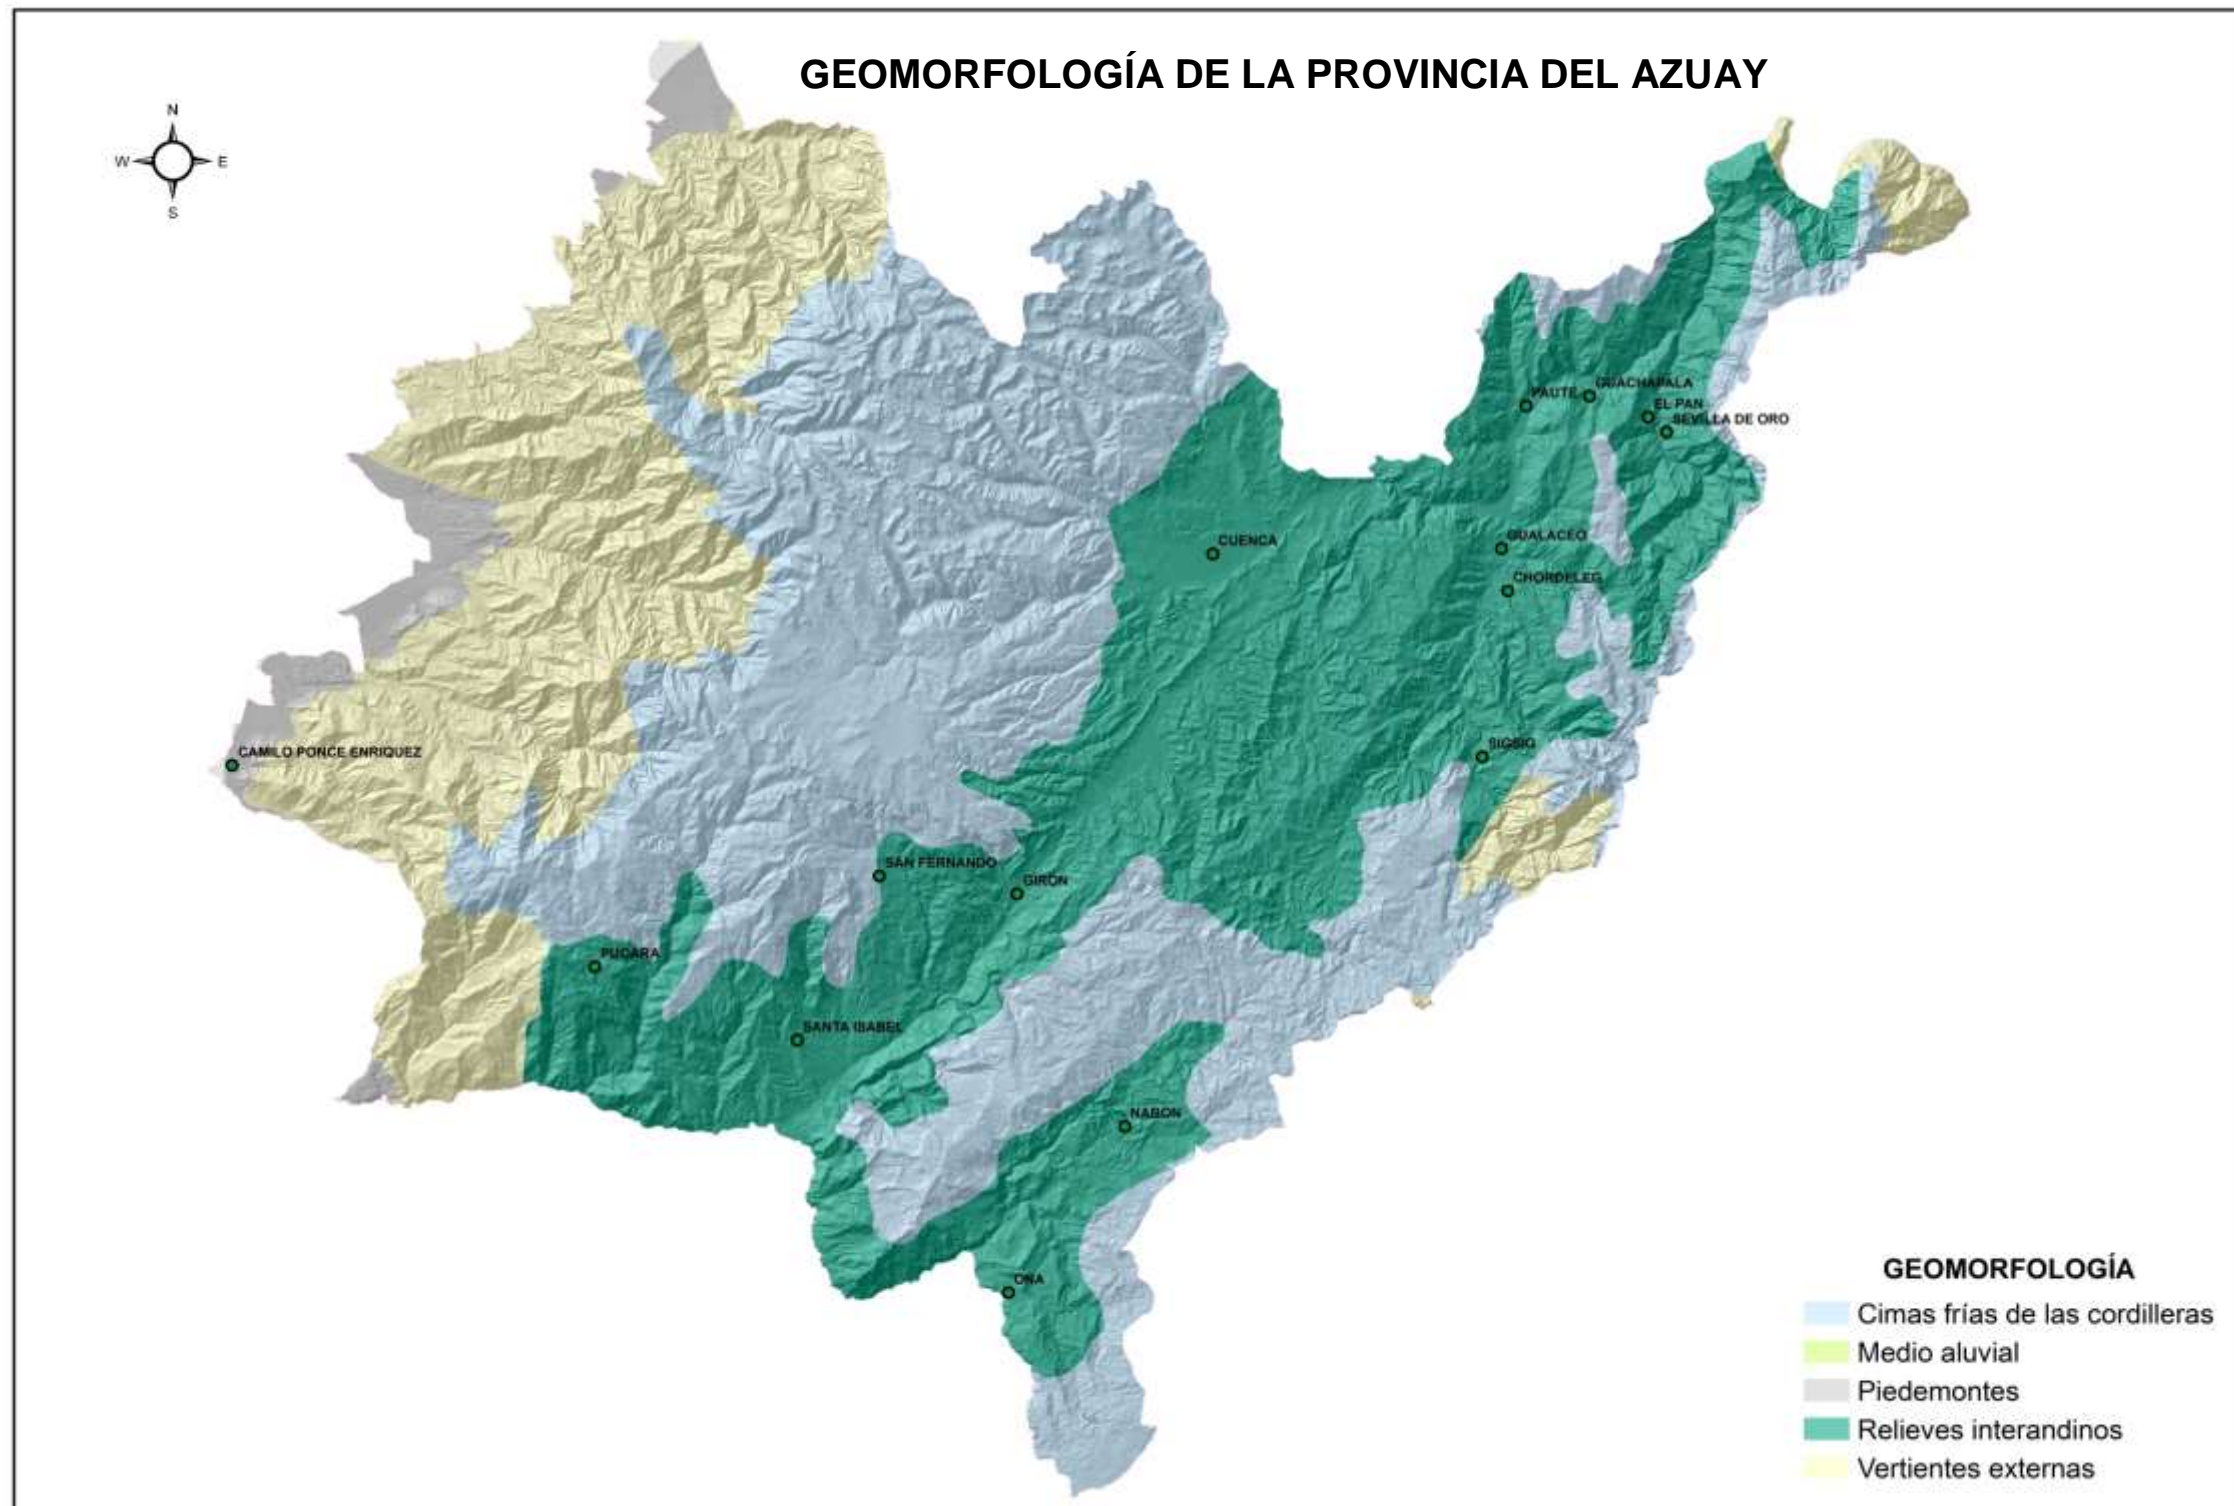 GEOMORFOLOGÍA DE LA PROVINCIA DEL AZUAY
N
W E
S
PAUTE
GUACHAPALA
EL PAN
SEVILLA DE ORO
CUENCA
GUALACEO
CHORDELEG
CAMILO PONCE ENRIQUEZ
SIGSIG
SAN FERNANDO
GIRON
PUCARA
SANTA ISABEL
NABON
OÑA
GEOMORFOLOGÍA
Cimas frías de las cordilleras
Medio aluvial
Piedemontes
Relieves interandinos
Vertientes externas